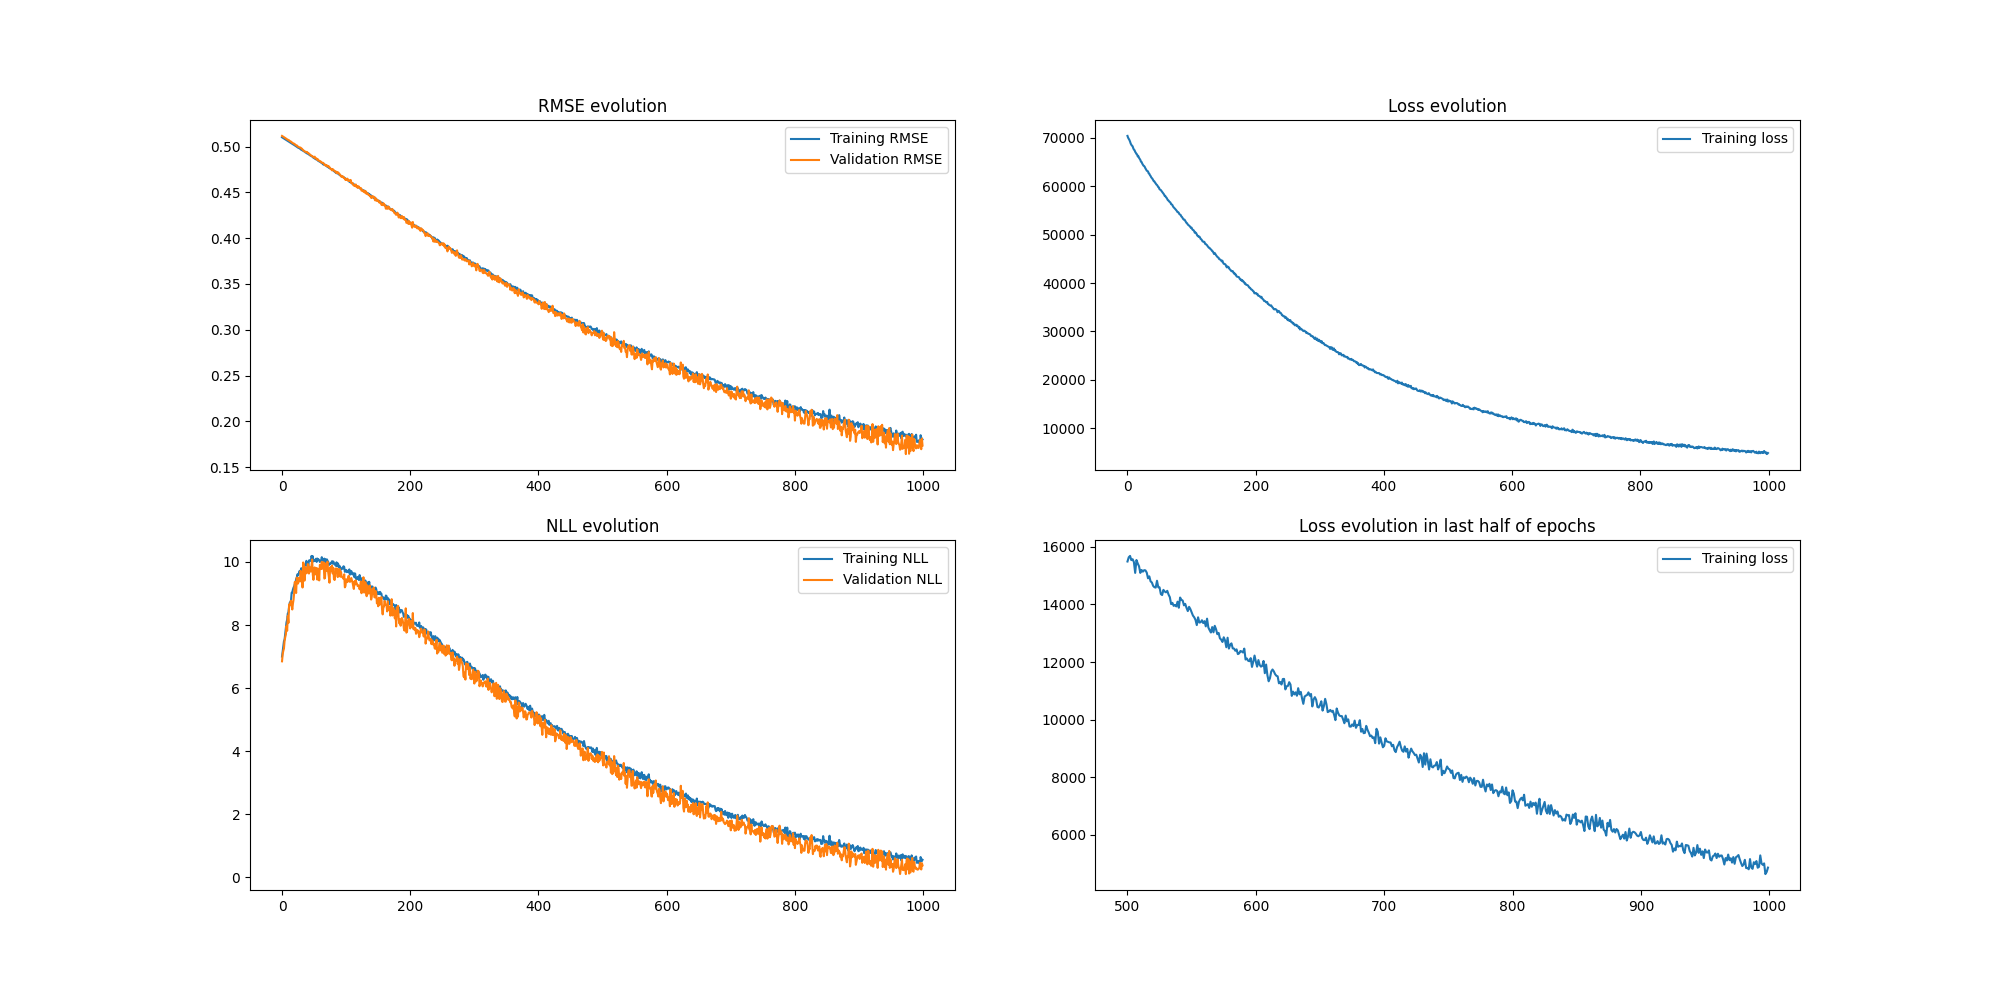 RMSE evolution
Training RMSE
Validation RMSE
0.50
0.45
0.40
0.35
0.30
0.25
0.20
0.15
0 200 400 600 800 1000
Loss evolution
Training loss
70000
60000
50000
40000
30000
20000
10000
0 200 400 600 800 1000
NLL evolution
Training NLL
Validation NLL
10
8
6
4
2
0
0 200 400 600 800 1000
Loss evolution in last half of epochs
Training loss
16000
14000
12000
10000
8000
6000
500 600 700 800 900 1000